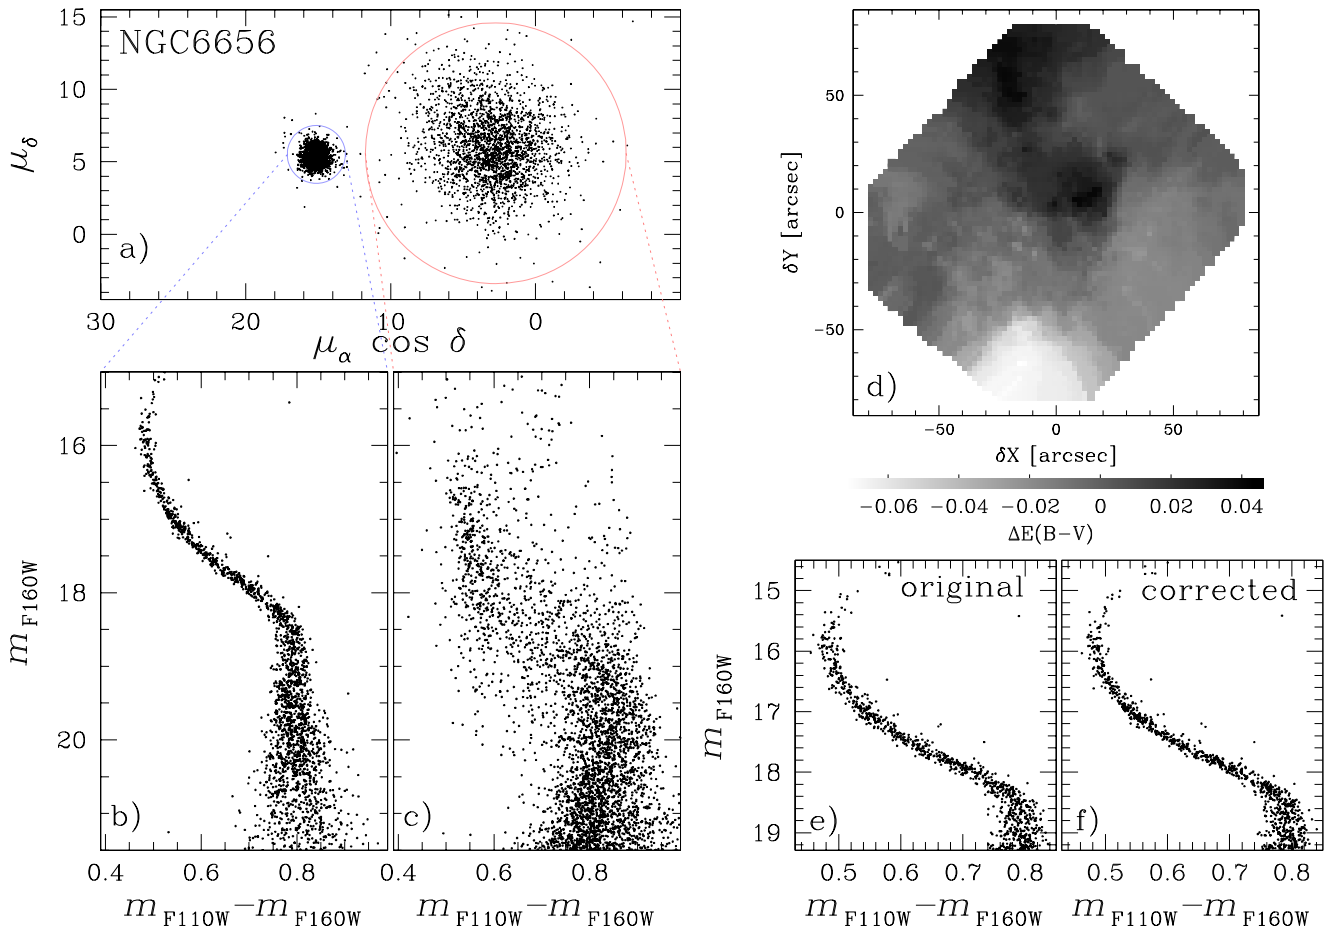 NGC6656
15
10
5
0
μδ
a)
30 20 10 0
μα cos δ
16
18
20
mF160W
b)
c)
0.4 0.6 0.8
0.4 0.6 0.8
mF110W−mF160W
mF110W−mF160W
50
0
−50
δY [arcsec]
d)
−50 0 50
δX [arcsec]
−0.06 −0.04 −0.02 0 0.02 0.04
ΔE(B−V)
original
corrected
15
16
17
18
19
mF160W
e)
f)
0.5 0.6 0.7 0.8
0.5 0.6 0.7 0.8
mF110W−mF160W
mF110W−mF160W